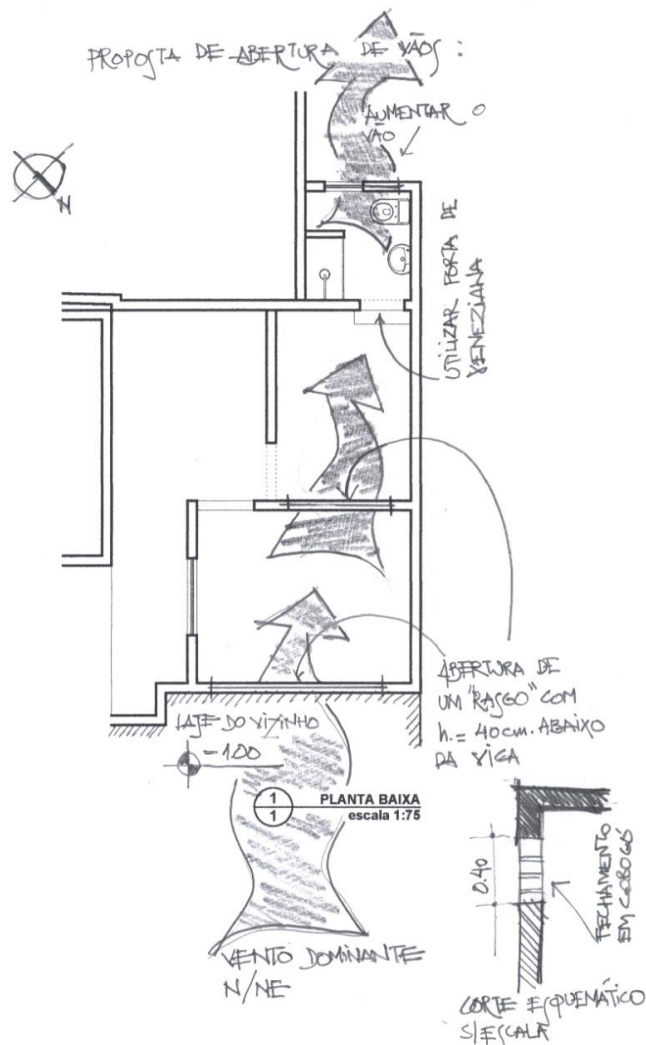 PROPOSTA DE ABERTURA DE VÃOS :
AUMENTAR O
VÃO
N
UTILIZAR PORTA DE
VENEZIANA
ABERTURA DE
UM "RASGO" COM
h. = 40cm. ABAIXO
DA VIGA
LAJE DO VIZINHO
-1.00
1
1
PLANTA BAIXA
escala 1:75
VENTO DOMINANTE
N/NE
0.40
FECHAMENTO
EM COBOGÓ
CORTE ESQUEMÁTICO
S/ESCALA